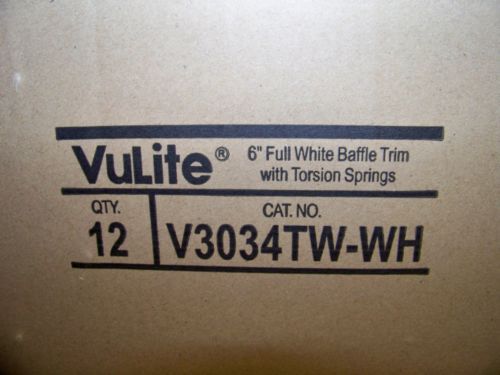 VuLite® 6" Full White Baffle Trim
with Torsion Springs
QTY. CAT. NO.
12 V3034TW-WH